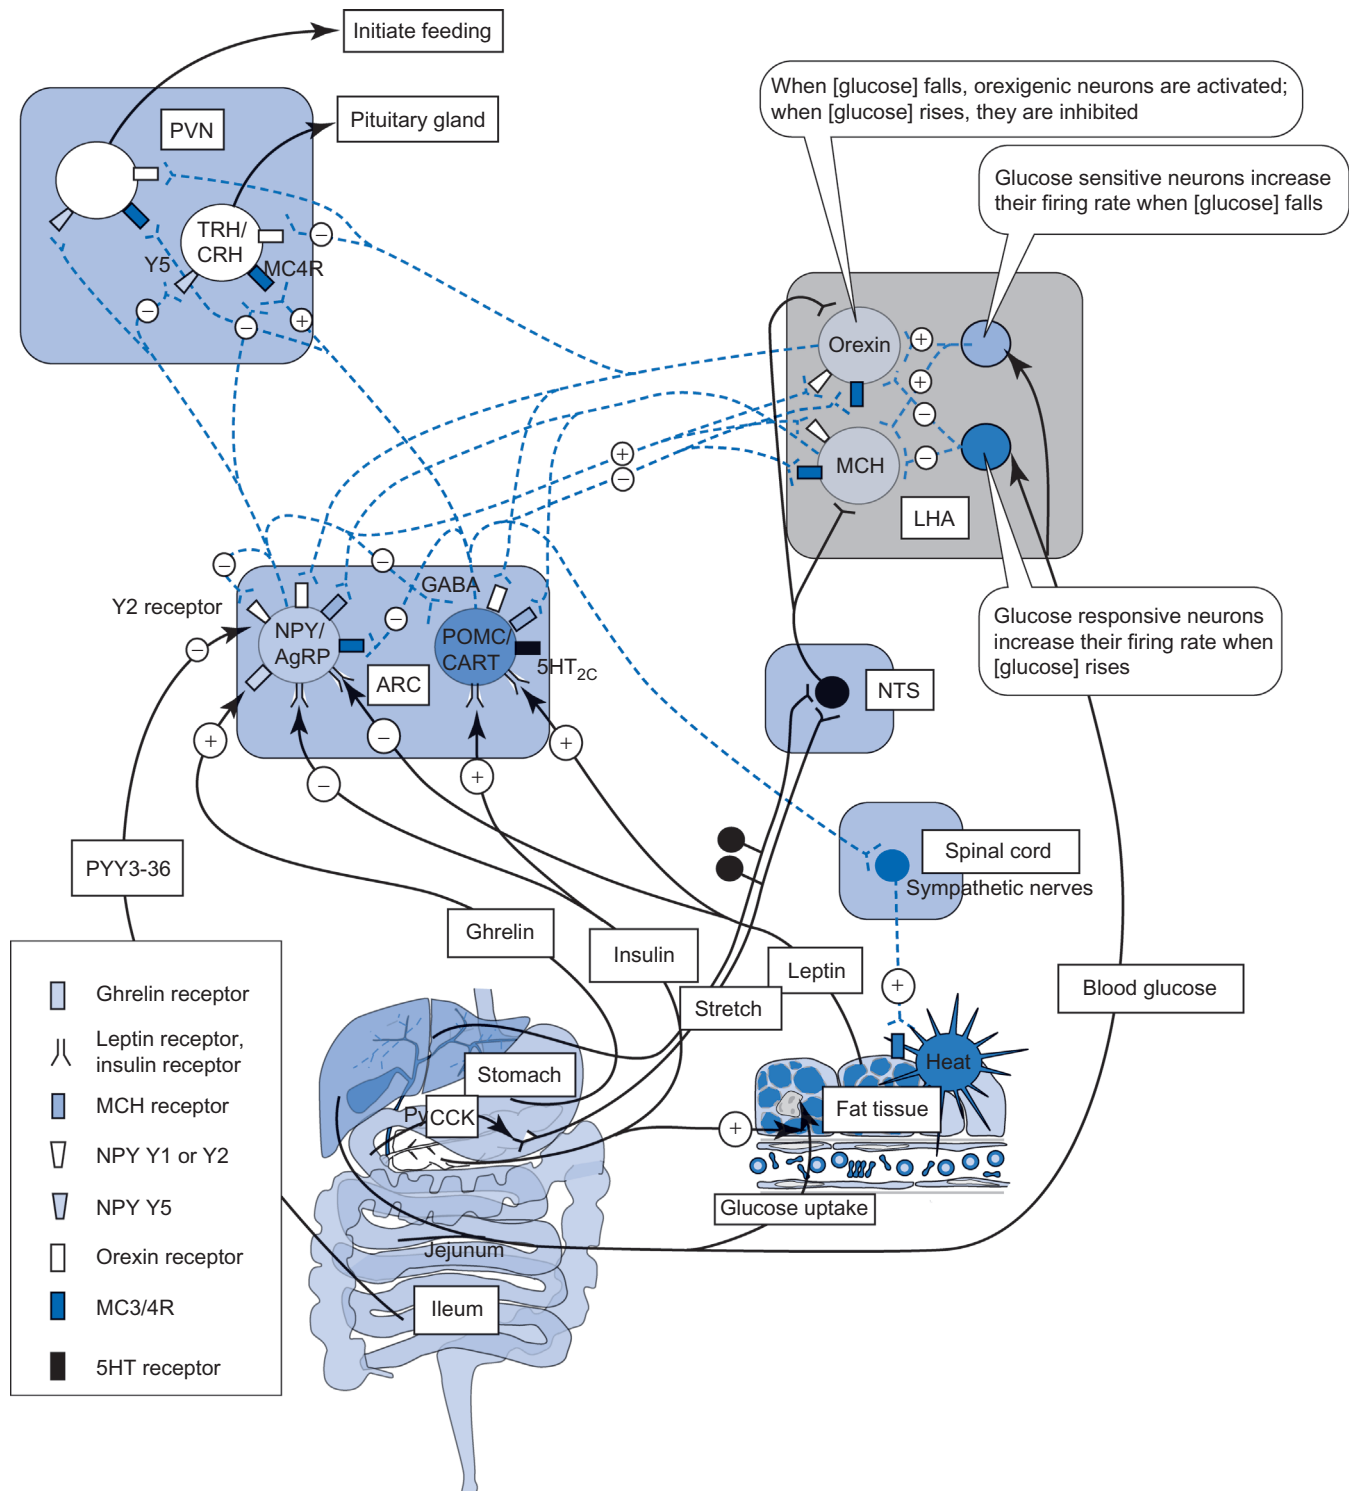 Initiate feeding
PVN
Pituitary gland
TRH/
CRH
Y5
MC4R
−
−
−
+
When [glucose] falls, orexigenic neurons are activated;
when [glucose] rises, they are inhibited
Glucose sensitive neurons increase
their firing rate when [glucose] falls
Orexin
MCH
+
+
−
−
LHA
+
−
Glucose responsive neurons
increase their firing rate when
[glucose] rises
−
−
−
Y2 receptor
GABA
NPY/
AgRP
POMC/
CART
5HT2C
ARC
−
+
−
−
+
+
NTS
PYY3-36
Spinal cord
Sympathetic nerves
Ghrelin
Insulin
Leptin
Stretch
Blood glucose
+
Heat
Stomach
CCK
+
Fat tissue
Glucose uptake
Jejunum
Ileum
Ghrelin receptor
Leptin receptor,
insulin receptor
MCH receptor
NPY Y1 or Y2
NPY Y5
Orexin receptor
MC3/4R
5HT receptor